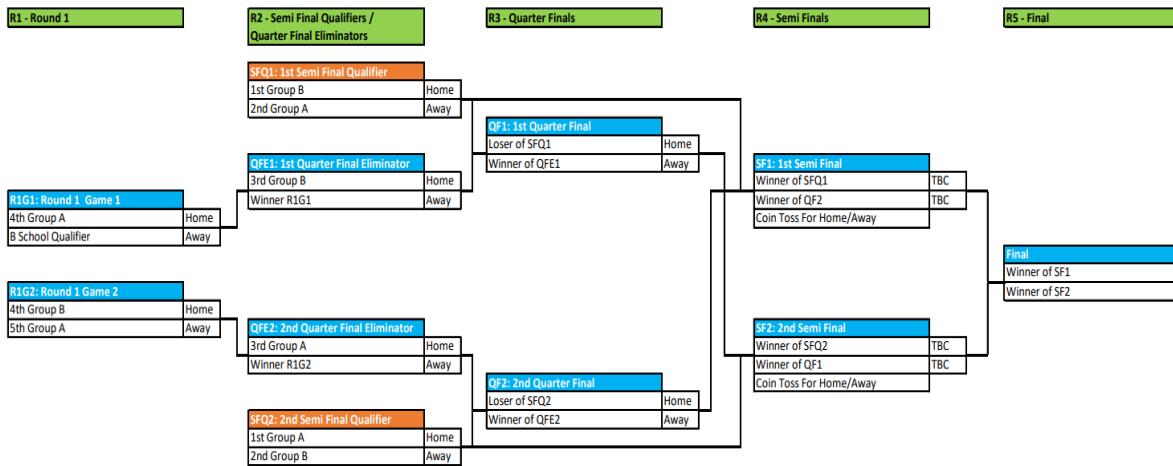 R1 - Round 1
R2 - Semi Final Qualifiers /
Quarter Final Eliminators
R3 - Quarter Finals
R4 - Semi Finals
R5 - Final
R1G1: Round 1  Game 1
4th Group A Home
B School Qualifier Away
R1G2: Round 1 Game 2
4th Group B Home
5th Group A Away
SFQ1: 1st Semi Final Qualifier
1st Group B Home
2nd Group A Away
QFE1: 1st Quarter Final Eliminator
3rd Group B Home
Winner R1G1 Away
QFE2: 2nd Quarter Final Eliminator
3rd Group A Home
Winner R1G2 Away
SFQ2: 2nd Semi Final Qualifier
1st Group A Home
2nd Group B Away
QF1: 1st Quarter Final
Loser of SFQ1 Home
Winner of QFE1 Away
QF2: 2nd Quarter Final
Loser of SFQ2 Home
Winner of QFE2 Away
SF1: 1st Semi Final
Winner of SFQ1 TBC
Winner of QF2 TBC
Coin Toss For Home/Away
SF2: 2nd Semi Final
Winner of SFQ2 TBC
Winner of QF1 TBC
Coin Toss For Home/Away
Final
Winner of SF1
Winner of SF2